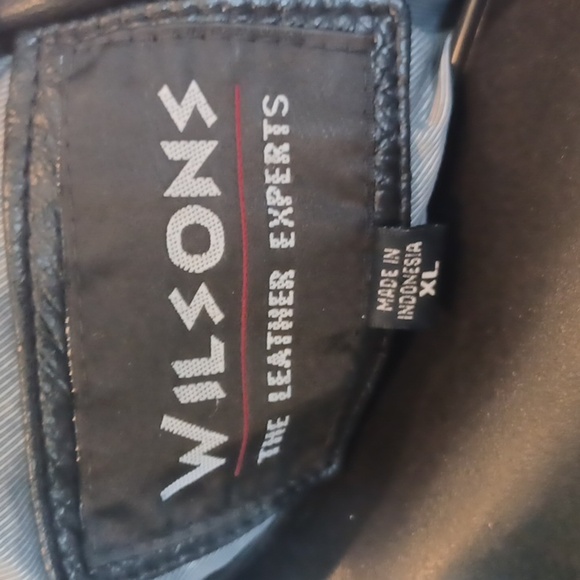 WILSONS
THE LEATHER EXPERTS
MADE IN
INDONESIA
XL